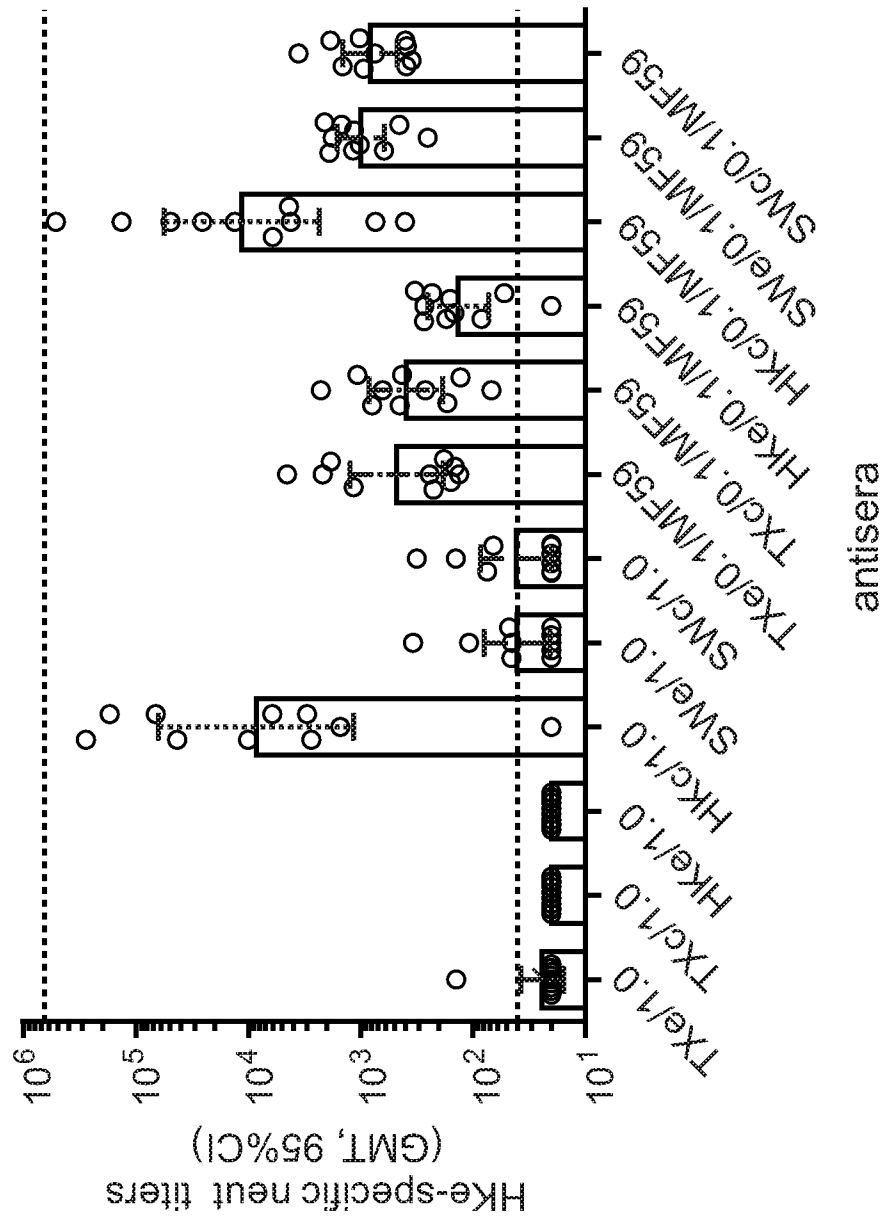 HKe-specific neut titers
(GMT, 95%CI)
10⁶
10⁵
10⁴
10³
10²
10¹
TXe/1.0
TXc/1.0
HKe/1.0
HKc/1.0
SWe/1.0
SWc/1.0
TXe/0.1/MF59
TXc/0.1/MF59
HKe/0.1/MF59
HKc/0.1/MF59
SWe/0.1/MF59
SWc/0.1/MF59
antisera